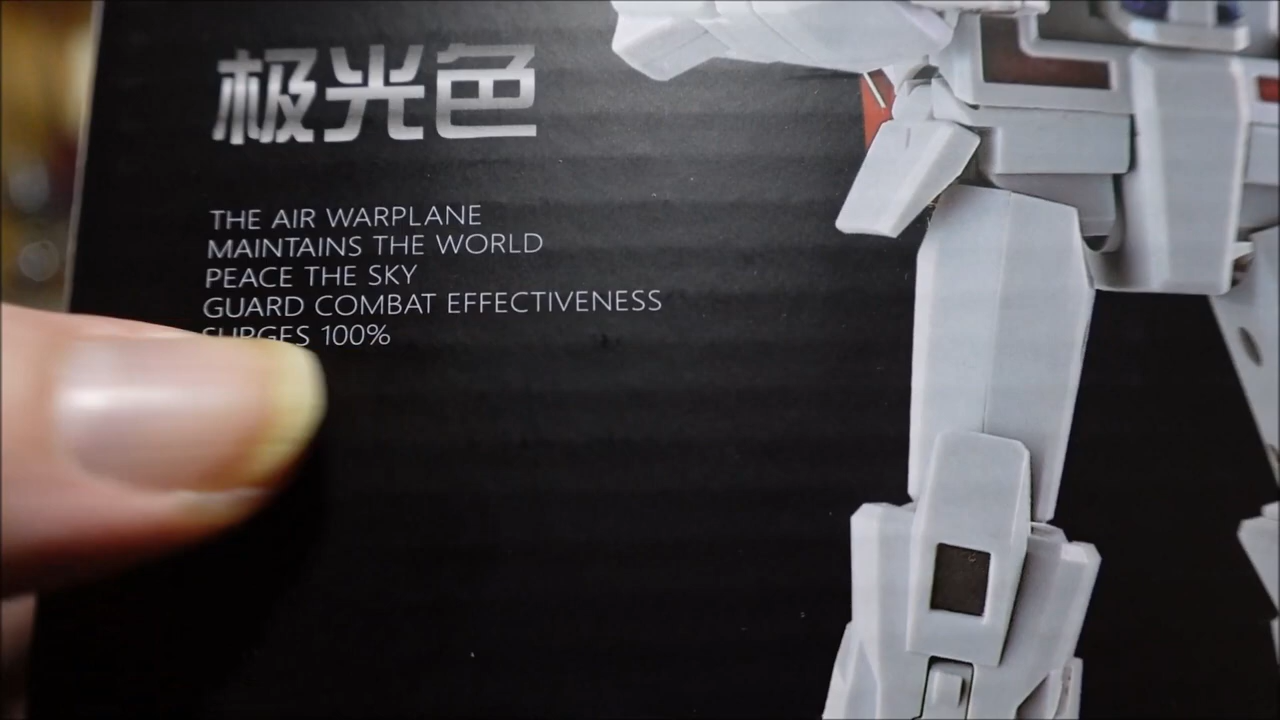 极光色
THE AIR WARPLANE
MAINTAINS THE WORLD
PEACE THE SKY
GUARD COMBAT EFFECTIVENESS
SURGES 100%